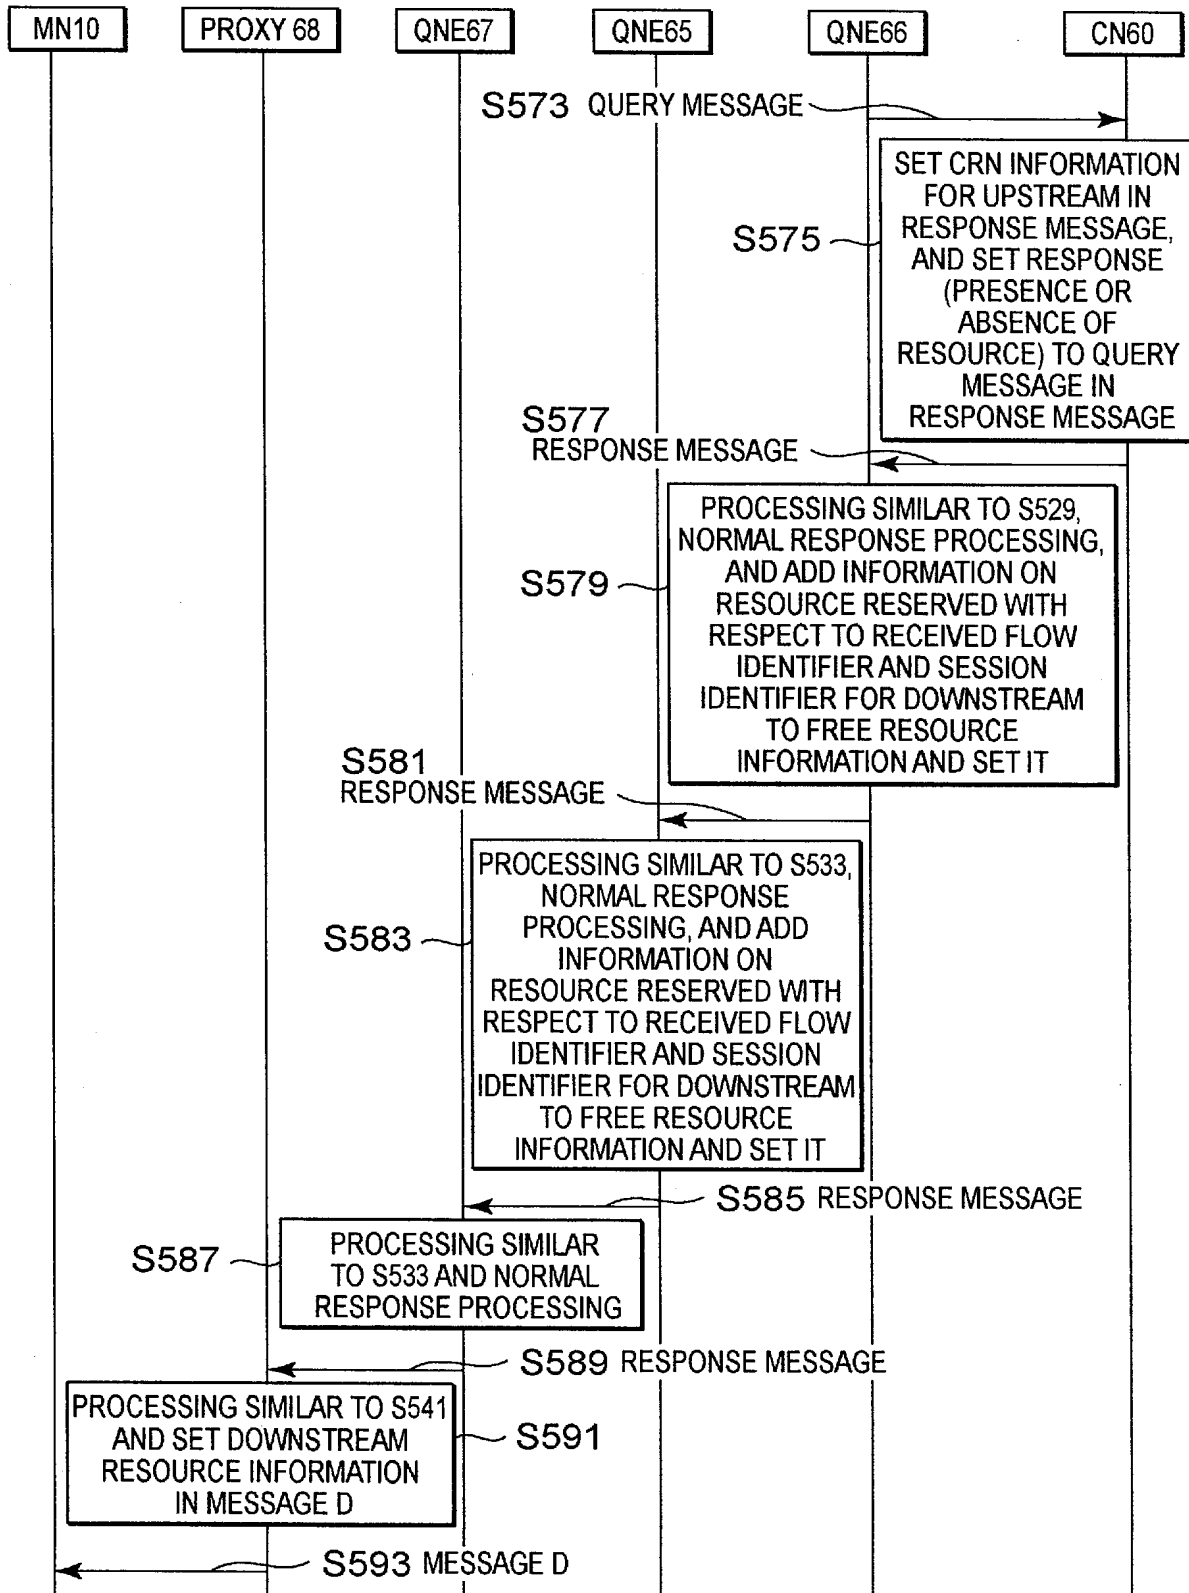 MN10
PROXY 68
QNE67
QNE65
QNE66
CN60
S573 QUERY MESSAGE
SET CRN INFORMATION
FOR UPSTREAM IN
RESPONSE MESSAGE,
AND SET RESPONSE
(PRESENCE OR
ABSENCE OF
RESOURCE) TO QUERY
MESSAGE IN
RESPONSE MESSAGE
S575
S577
RESPONSE MESSAGE
PROCESSING SIMILAR TO S529,
NORMAL RESPONSE PROCESSING,
AND ADD INFORMATION ON
RESOURCE RESERVED WITH
RESPECT TO RECEIVED FLOW
IDENTIFIER AND SESSION
IDENTIFIER FOR DOWNSTREAM
TO FREE RESOURCE
INFORMATION AND SET IT
S579
S581
RESPONSE MESSAGE
PROCESSING SIMILAR TO S533,
NORMAL RESPONSE
PROCESSING, AND ADD
INFORMATION ON
RESOURCE RESERVED WITH
RESPECT TO RECEIVED FLOW
IDENTIFIER AND SESSION
IDENTIFIER FOR DOWNSTREAM
TO FREE RESOURCE
INFORMATION AND SET IT
S583
S585 RESPONSE MESSAGE
S587
PROCESSING SIMILAR
TO S533 AND NORMAL
RESPONSE PROCESSING
S589 RESPONSE MESSAGE
PROCESSING SIMILAR TO S541
AND SET DOWNSTREAM
RESOURCE INFORMATION
IN MESSAGE D
S591
S593 MESSAGE D